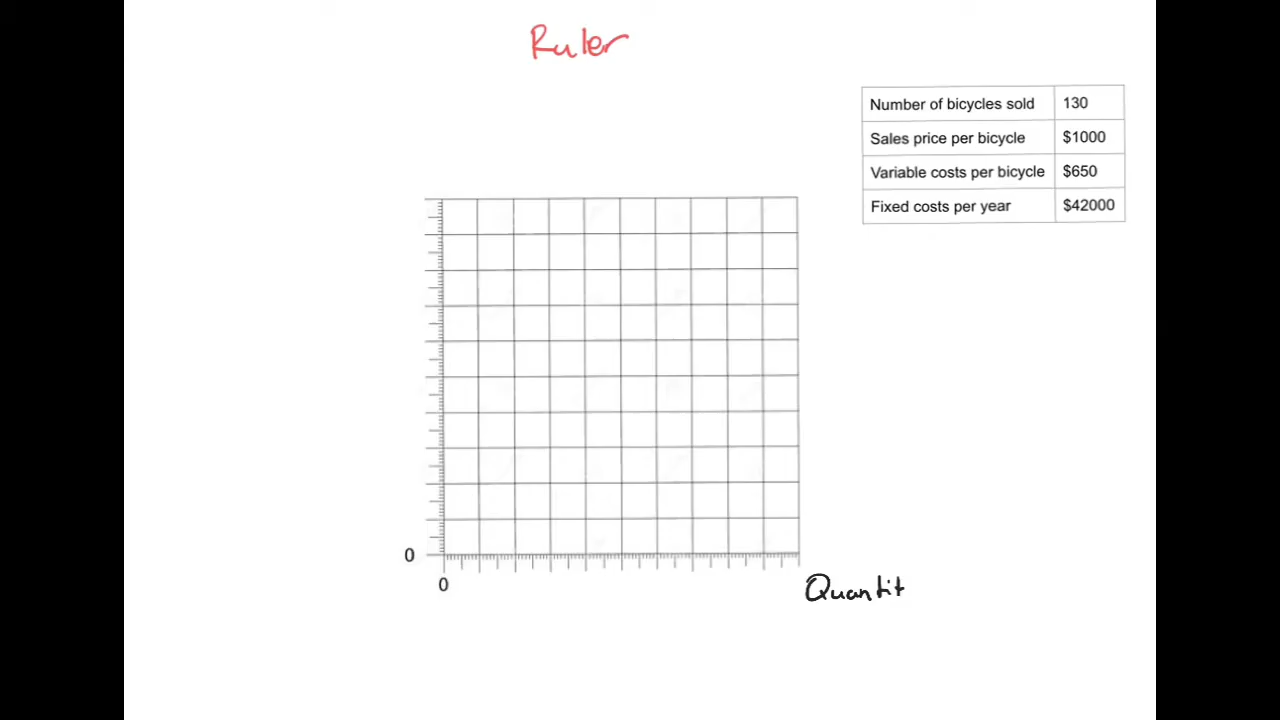 Ruler
Number of bicycles sold 130
Sales price per bicycle $1000
Variable costs per bicycle $650
Fixed costs per year $42000
0
0
Quantit